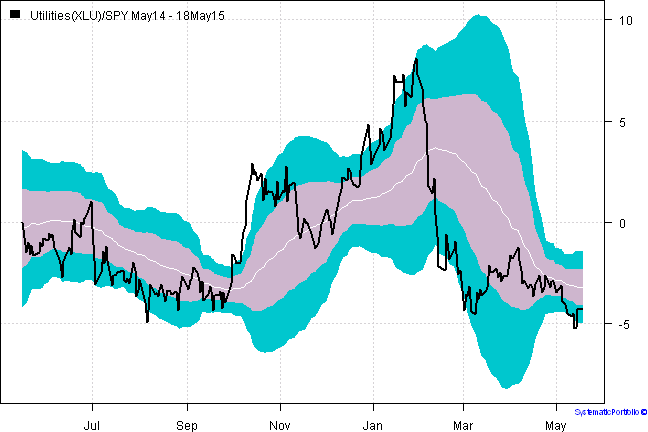 Utilities(XLU)/SPY May14 - 18May15
10
5
0
-5
Jul Sep Nov Jan Mar May
SystematicPortfolio ©